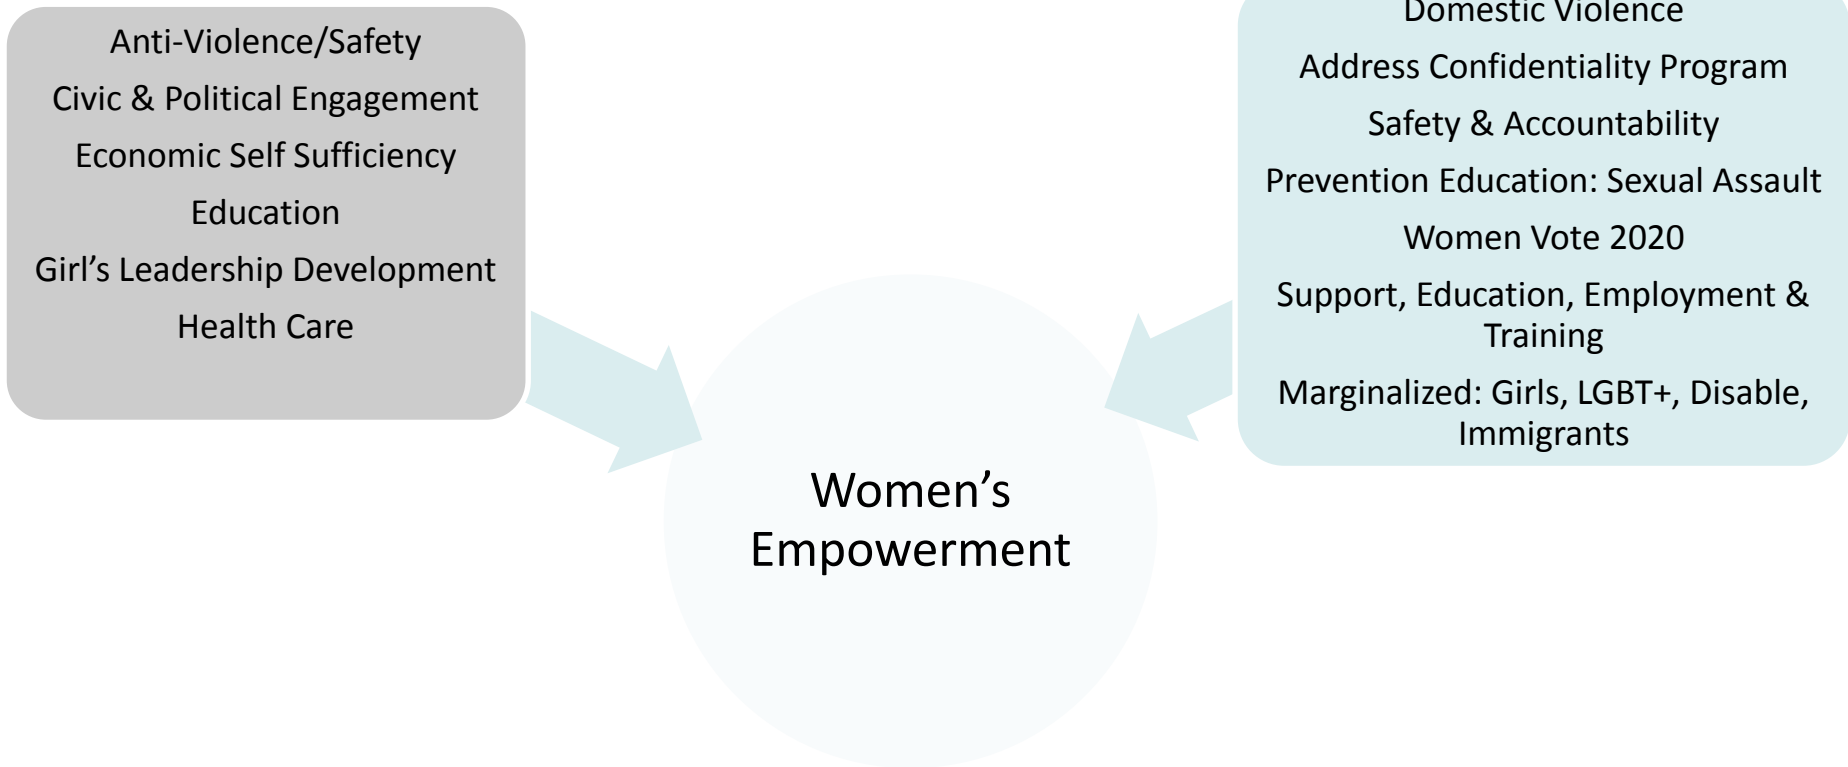 Anti-Violence/Safety
Civic & Political Engagement
Economic Self Sufficiency
Education
Girl’s Leadership Development
Health Care
Domestic Violence
Address Confidentiality Program
Safety & Accountability
Prevention Education: Sexual Assault
Women Vote 2020
Support, Education, Employment &
Training
Marginalized: Girls, LGBT+, Disable,
Immigrants
Women’s
Empowerment